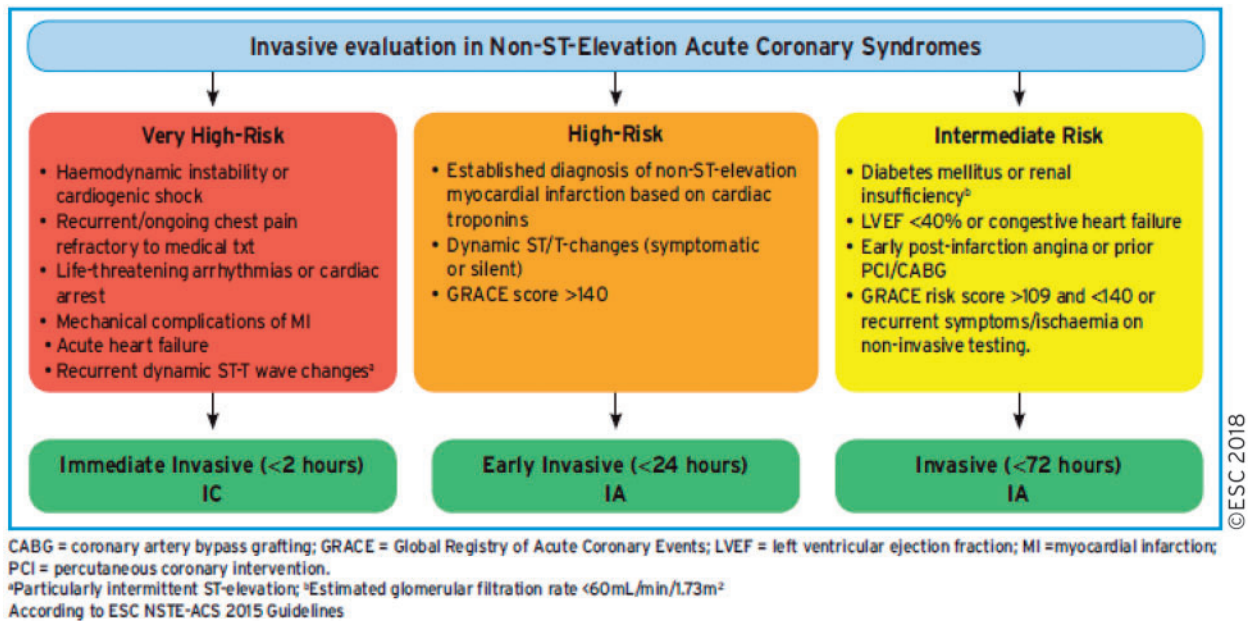 Invasive evaluation in Non-ST-Elevation Acute Coronary Syndromes
Very High-Risk
• Haemodynamic instability or
cardiogenic shock
• Recurrent/ongoing chest pain
refractory to medical txt
• Life-threatening arrhythmias or cardiac
arrest
• Mechanical complications of MI
• Acute heart failure
• Recurrent dynamic ST-T wave changesª
High-Risk
• Established diagnosis of non-ST-elevation
myocardial infarction based on cardiac
troponins
• Dynamic ST/T-changes (symptomatic
or silent)
• GRACE score >140
Intermediate Risk
• Diabetes mellitus or renal
insufficiencyᵇ
• LVEF <40% or congestive heart failure
• Early post-infarction angina or prior
PCI/CABG
• GRACE risk score >109 and <140 or
recurrent symptoms/ischaemia on
non-invasive testing.
Immediate Invasive (<2 hours)
IC
Early Invasive (<24 hours)
IA
Invasive (<72 hours)
IA
©ESC 2018
CABG = coronary artery bypass grafting; GRACE = Global Registry of Acute Coronary Events; LVEF = left ventricular ejection fraction; MI =myocardial infarction;
PCI = percutaneous coronary intervention.
ªParticularly intermittent ST-elevation; ᵇEstimated glomerular filtration rate <60mL/min/1.73m²
According to ESC NSTE-ACS 2015 Guidelines